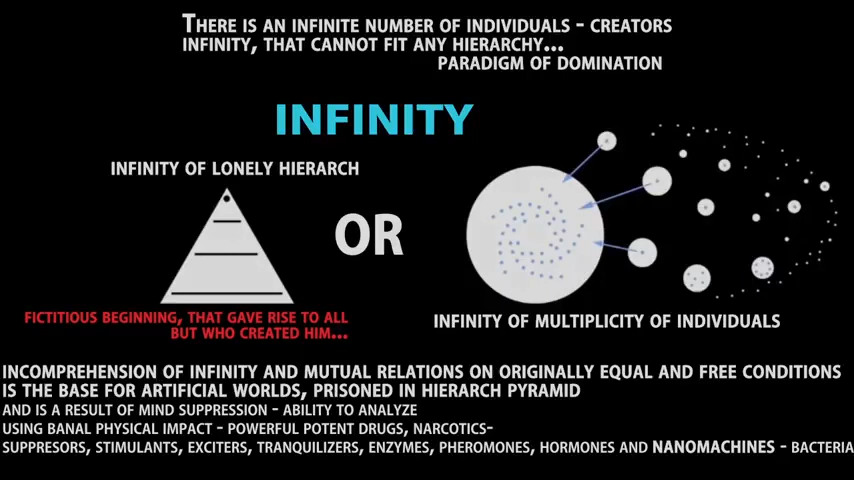 THERE IS AN INFINITE NUMBER OF INDIVIDUALS - CREATORS
INFINITY, THAT CANNOT FIT ANY HIERARCHY...
PARADIGM OF DOMINATION
INFINITY
INFINITY OF LONELY HIERARCH
OR
FICTITIOUS BEGINNING, THAT GAVE RISE TO ALL
BUT WHO CREATED HIM...
INFINITY OF MULTIPLICITY OF INDIVIDUALS
INCOMPREHENSION OF INFINITY AND MUTUAL RELATIONS ON ORIGINALLY EQUAL AND FREE CONDITIONS
IS THE BASE FOR ARTIFICIAL WORLDS, PRISONED IN HIERARCH PYRAMID
AND IS A RESULT OF MIND SUPPRESSION - ABILITY TO ANALYZE
USING BANAL PHYSICAL IMPACT - POWERFUL POTENT DRUGS, NARCOTICS-
SUPPRESORS, STIMULANTS, EXCITERS, TRANQUILIZERS, ENZYMES, PHEROMONES, HORMONES AND NANOMACHINES - BACTERIA